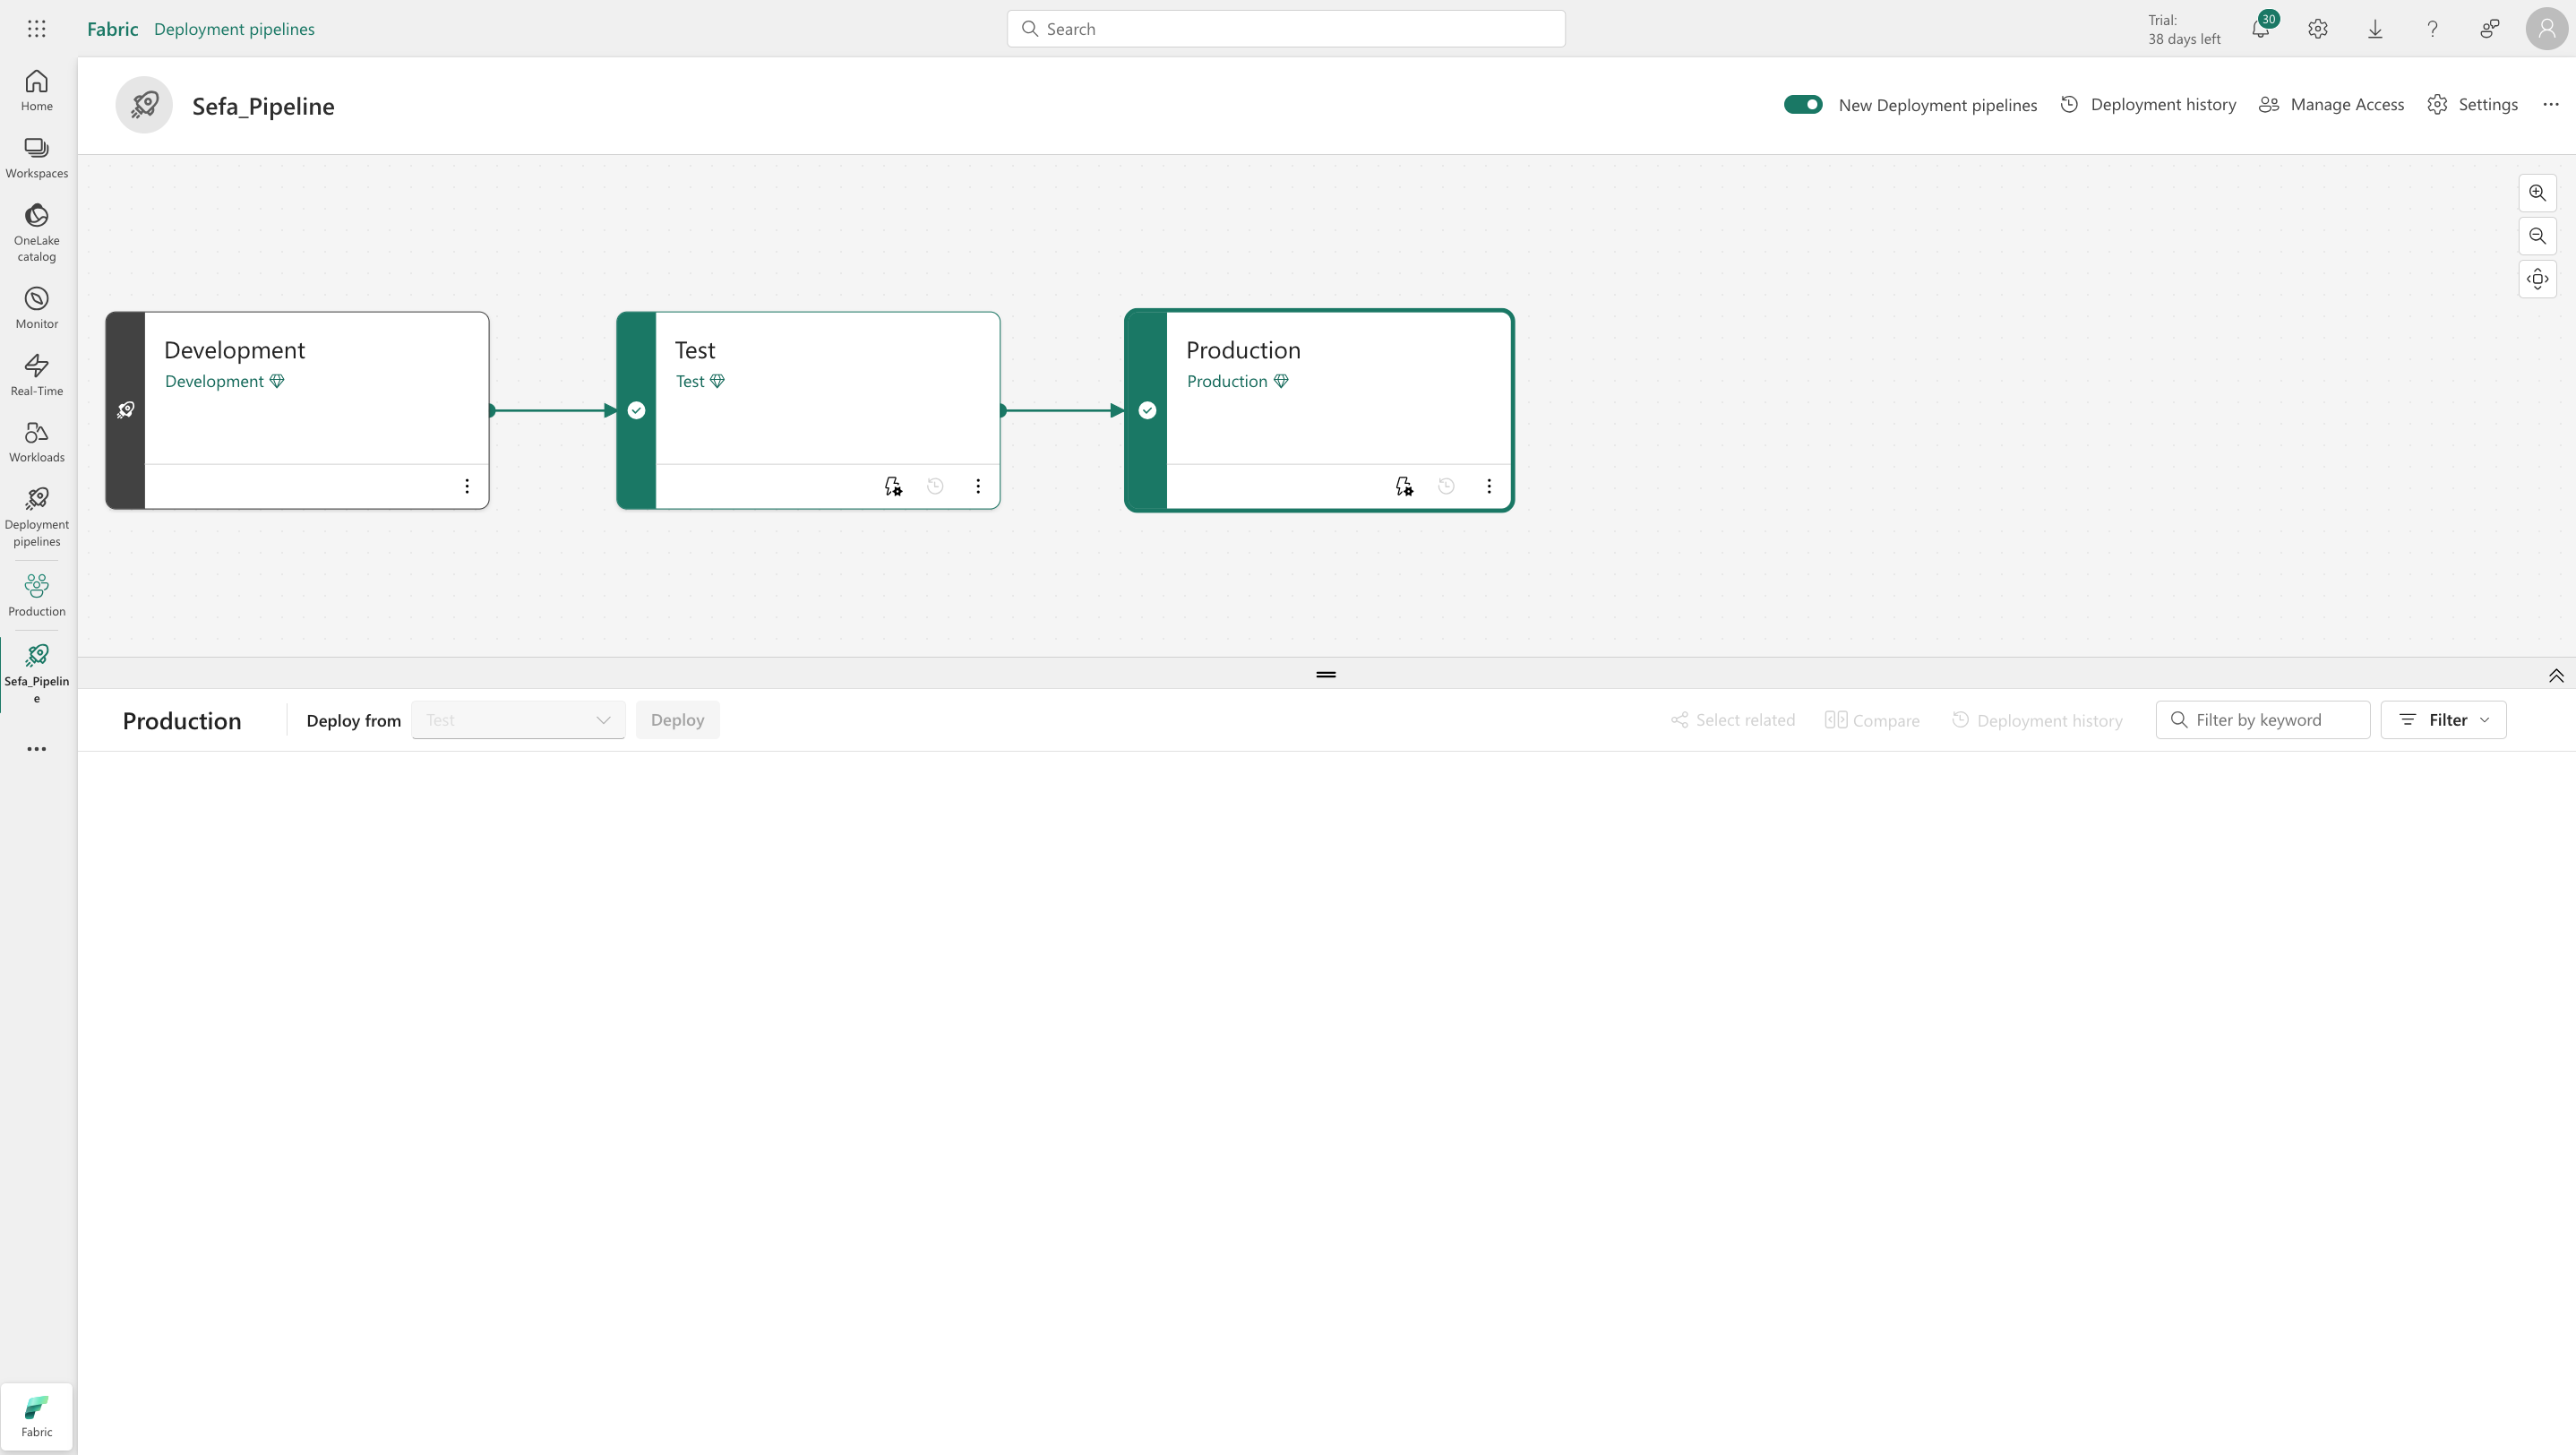 Fabric Deployment pipelines
Search
Trial:
38 days left
30
Home
Workspaces
OneLake
catalog
Monitor
Real-Time
Workloads
Deployment
pipelines
Production
Sefa_Pipelin
e
Fabric
Sefa_Pipeline
New Deployment pipelines
Deployment history
Manage Access
Settings
Development
Development
Test
Test
Production
Production
Production
Deploy from
Test
Deploy
Select related
Compare
Deployment history
Filter by keyword
Filter